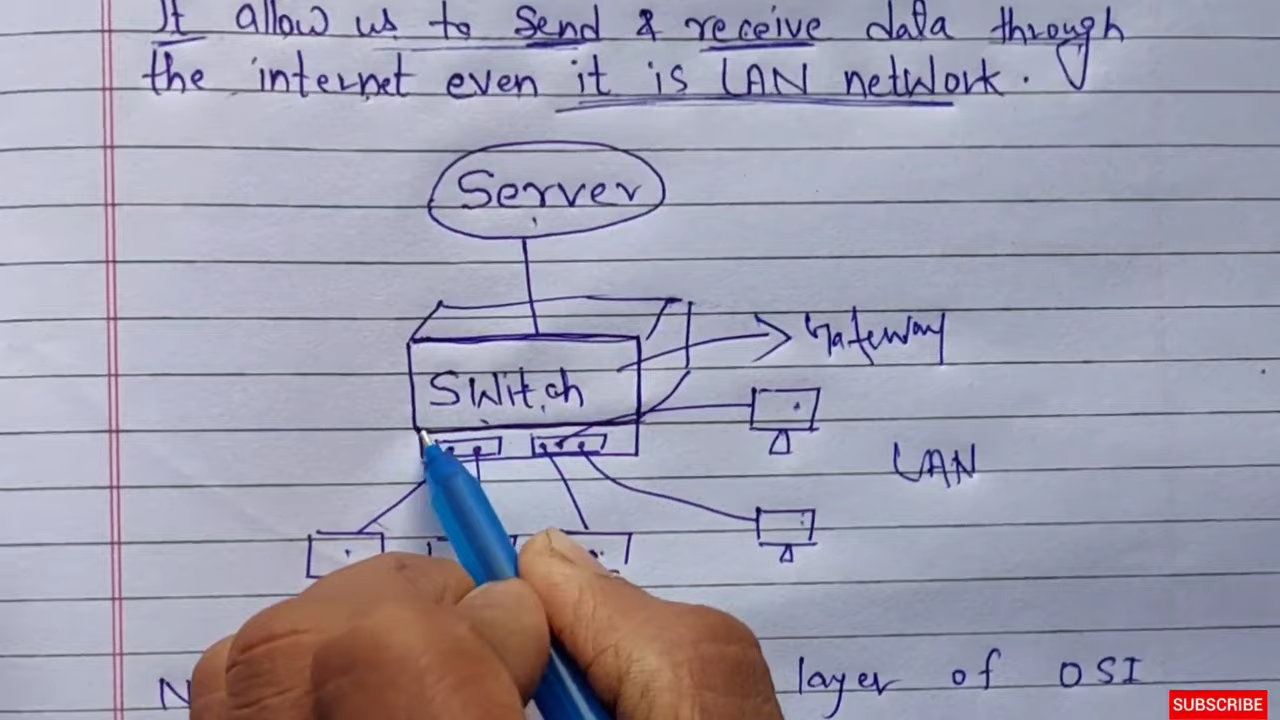 It allow us to Send & receive data through
the internet even it is LAN network.
Server
Gateway
Switch
LAN
N
layer of OSI
SUBSCRIBE